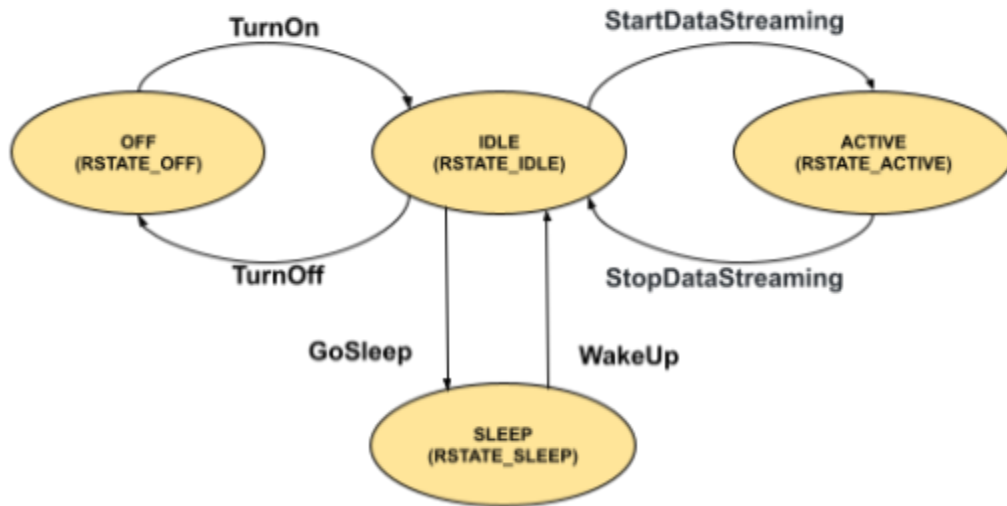 TurnOn
StartDataStreaming
OFF
(RSTATE_OFF)
IDLE
(RSTATE_IDLE)
ACTIVE
(RSTATE_ACTIVE)
TurnOff
StopDataStreaming
GoSleep
WakeUp
SLEEP
(RSTATE_SLEEP)